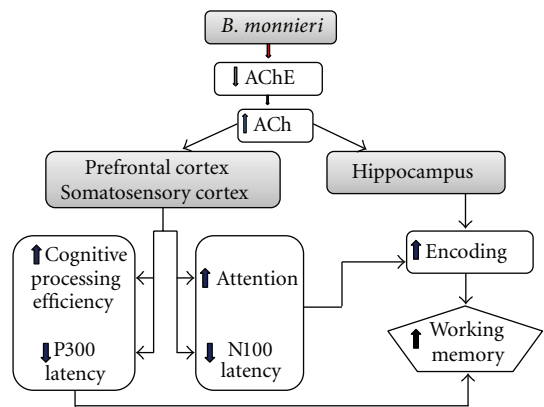 B. monnieri
AChE
ACh
Prefrontal cortex
Somatosensory cortex
Hippocampus
Cognitive
processing
efficiency
P300
latency
Attention
N100
latency
Encoding
Working
memory